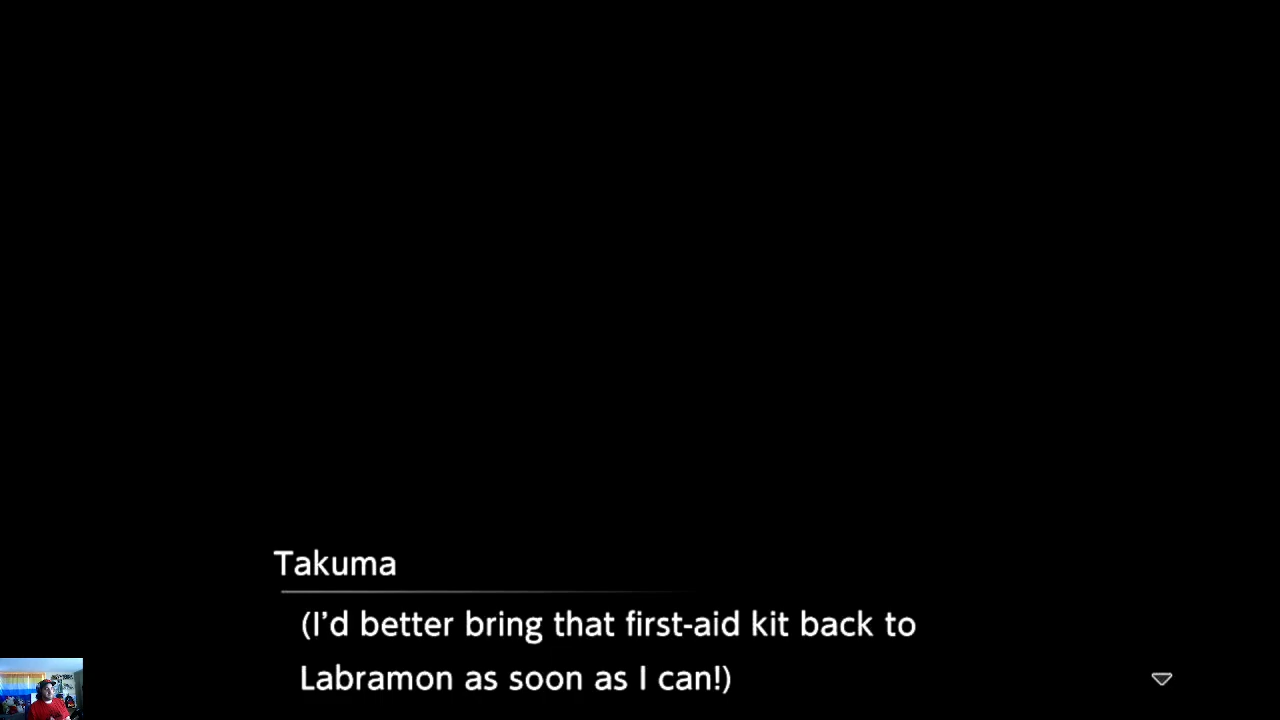 Takuma
(I'd better bring that first-aid kit back to
Labramon as soon as I can!)